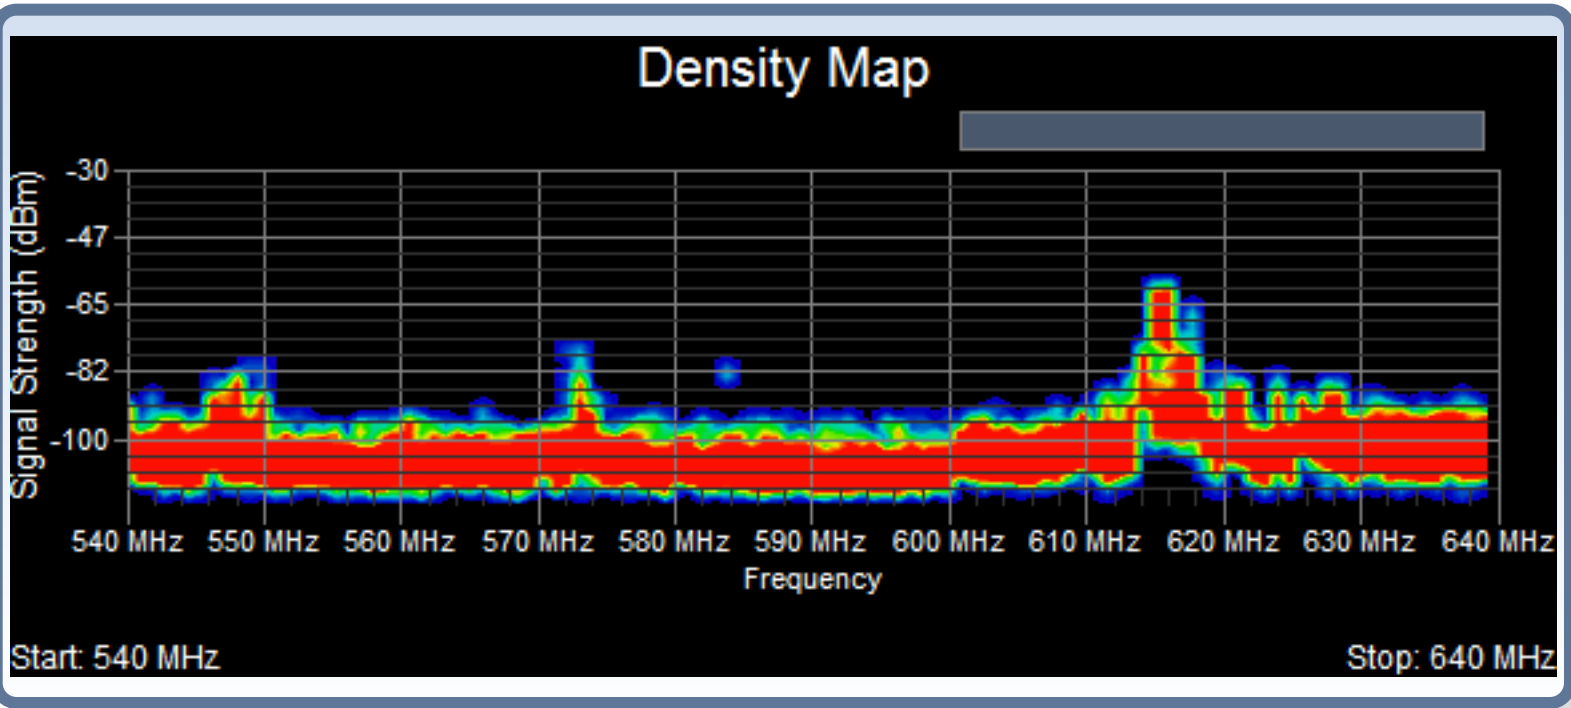 Density Map
Signal Strength (dBm)
-30
-47
-65
-82
-100
540 MHz 550 MHz 560 MHz 570 MHz 580 MHz 590 MHz 600 MHz 610 MHz 620 MHz 630 MHz 640 MHz
Frequency
Start: 540 MHz
Stop: 640 MHz